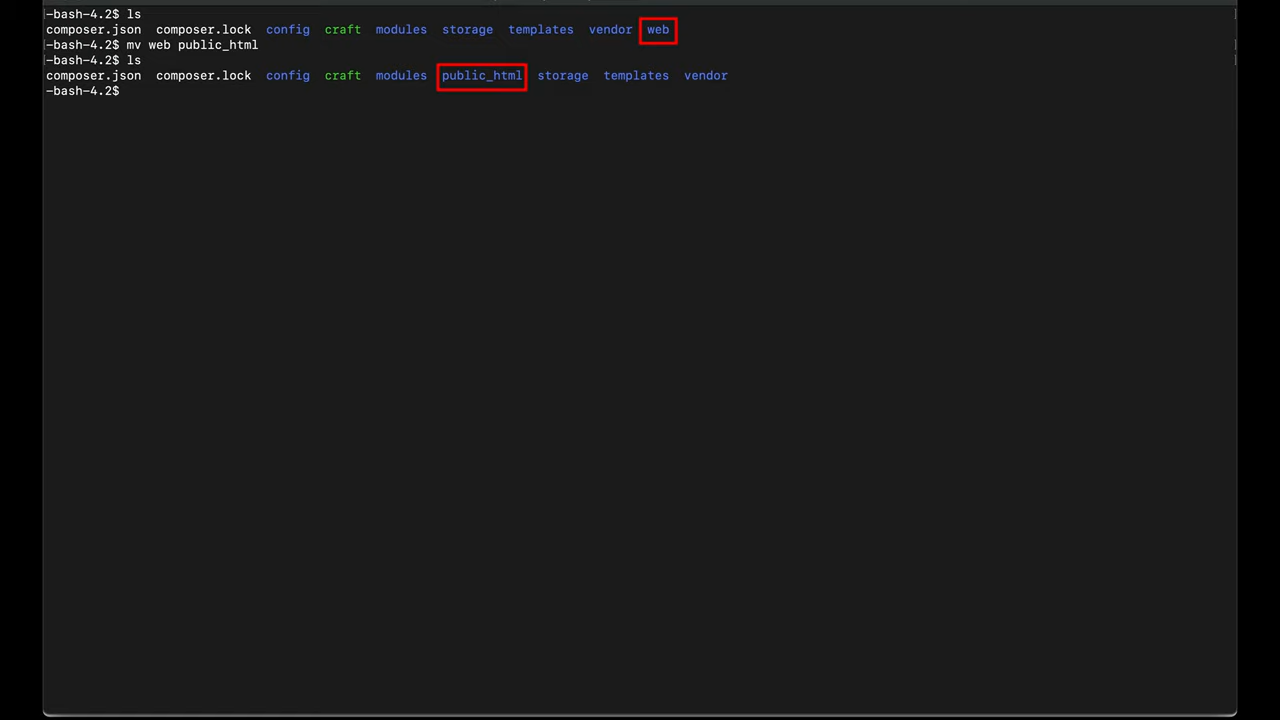 -bash-4.2$ ls
composer.json  composer.lock  config  craft  modules  storage  templates  vendor  web
-bash-4.2$ mv web public_html
-bash-4.2$ ls
composer.json  composer.lock  config  craft  modules  public_html  storage  templates  vendor
-bash-4.2$